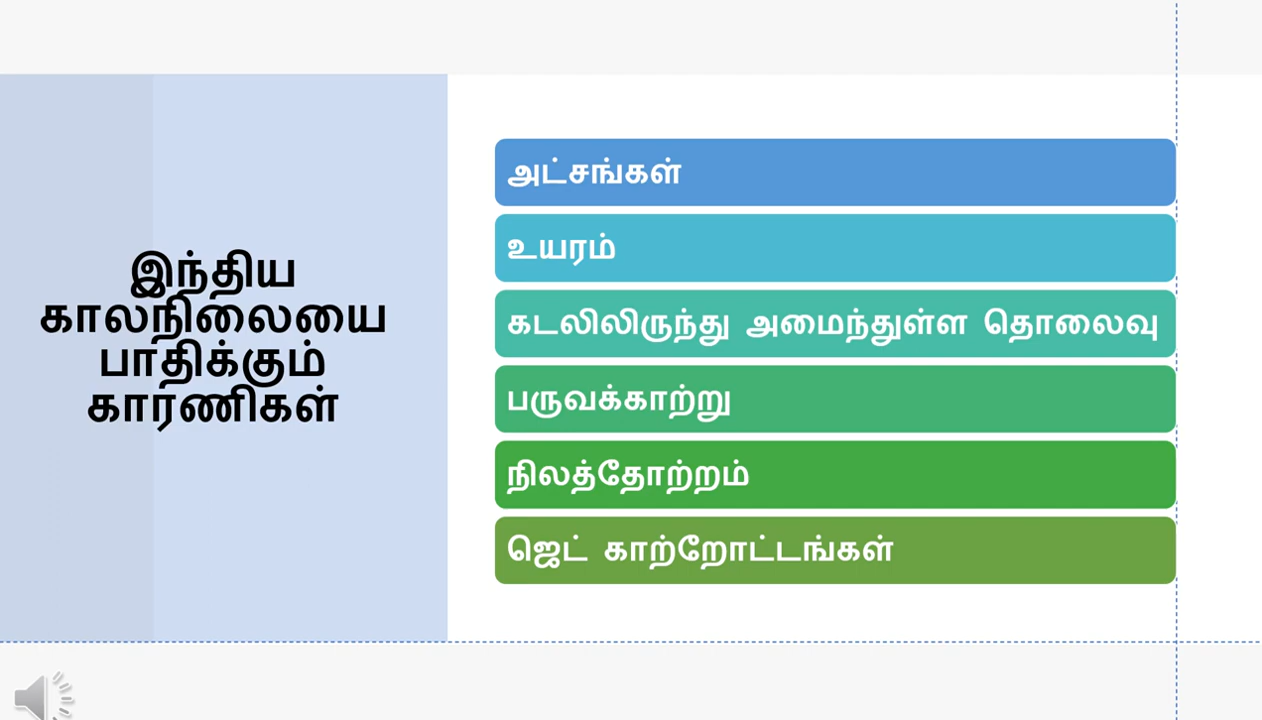 இந்திய
காலநிலையை
பாதிக்கும்
காரணிகள்
அட்சங்கள்
உயரம்
கடலிலிருந்து அமைந்துள்ள தொலைவு
பருவக்காற்று
நிலத்தோற்றம்
ஜெட் காற்றோட்டங்கள்